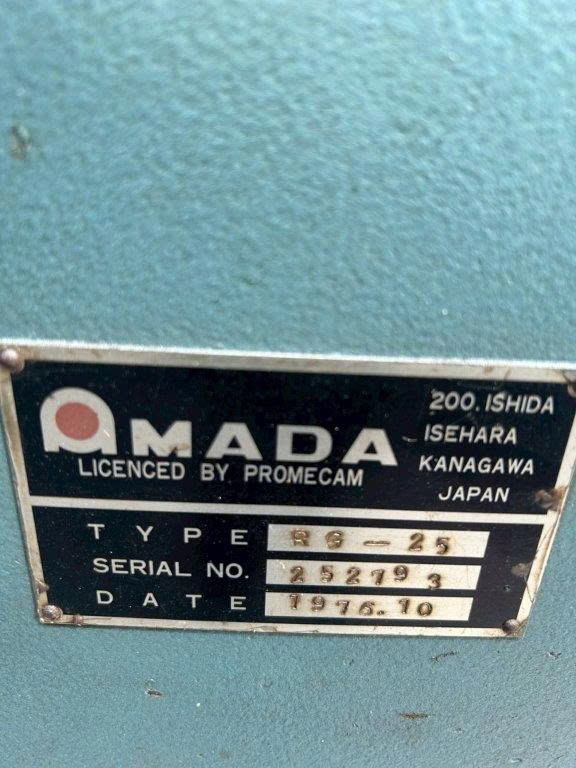 AMADA
LICENCED BY PROMECAM
200. ISHIDA
ISEHARA
KANAGAWA
JAPAN
TYPE RG-25
SERIAL NO. 252793
DATE 1976.10